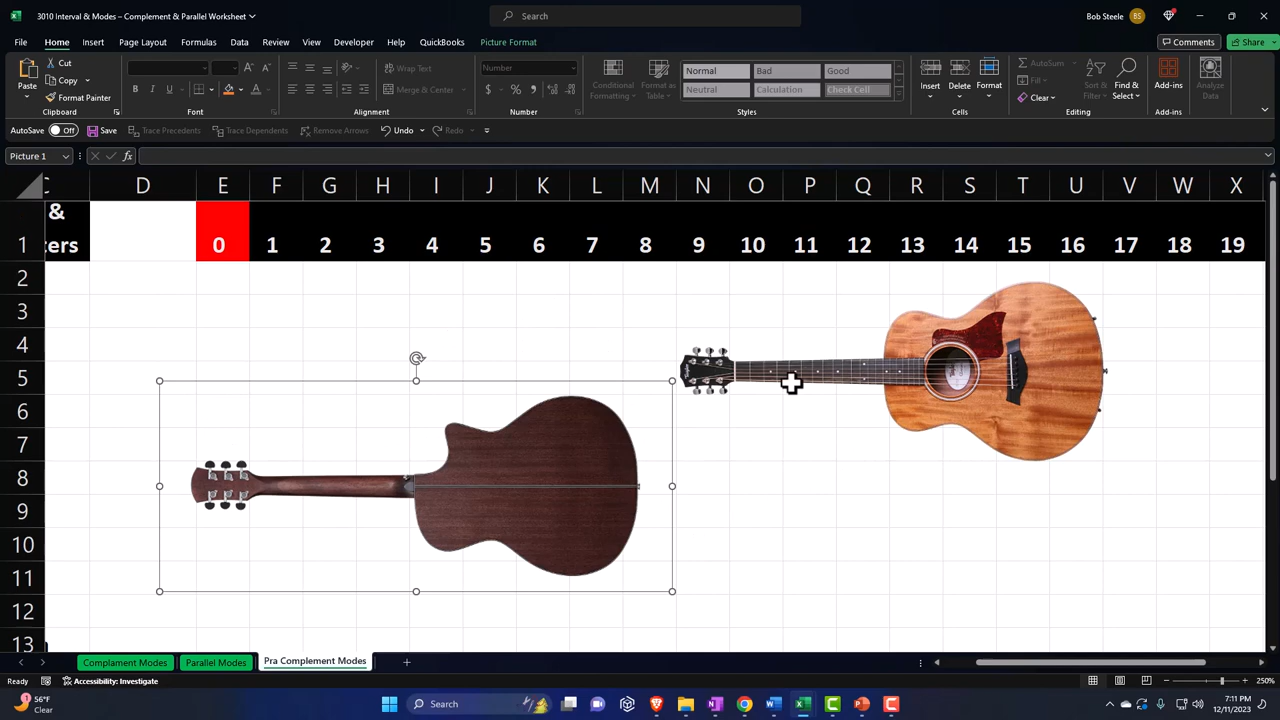 3010 Interval & Modes – Complement & Parallel Worksheet
Search
Bob Steele BS
File Home Insert Page Layout Formulas Data Review View Developer Help QuickBooks Picture Format
Comments Share
Paste Cut Copy Format Painter
Clipboard
B I U
Font
Wrap Text
Merge & Center
Alignment
Number
Number
Conditional Formatting Format as Table
Normal Bad Good
Neutral Calculation Check Cell
Styles
Insert Delete Format
Cells
AutoSum
Fill
Clear
Sort & Filter Find & Select
Editing
Add-ins
Add-ins
Analyze Data
AutoSave Off Save Trace Precedents Trace Dependents Remove Arrows Undo Redo
Picture 1 fx
C D E F G H I J K L M N O P Q R S T U V W X
&
ters 0 1 2 3 4 5 6 7 8 9 10 11 12 13 14 15 16 17 18 19
1
2
3
4
5
6
7
8
9
10
11
12
13
Complament Modes Parallel Modes Pra Complement Modes
Ready Accessibility: Investigate 250%
56°F
Clear
Search
7:11 PM
12/11/2023